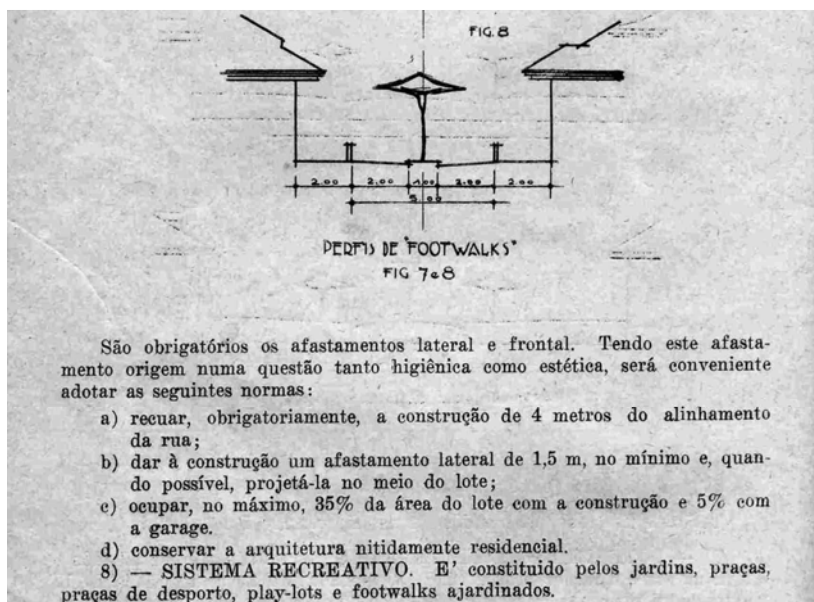 FIG. 8
2.00 2.00 1.00 2.00 2.00
5.00
PERFIS DE "FOOTWALKS"
FIG 7e8
São obrigatórios os afastamentos lateral e frontal. Tendo este afasta-
mento origem numa questão tanto higiênica como estética, será conveniente
adotar as seguintes normas:
a) recuar, obrigatoriamente, a construção de 4 metros do alinhamento
da rua;
b) dar à construção um afastamento lateral de 1,5 m, no mínimo e, quan-
do possível, projetá-la no meio do lote;
c) ocupar, no máximo, 35% da área do lote com a construção e 5% com
a garage.
d) conservar a arquitetura nitidamente residencial.
8) — SISTEMA RECREATIVO. E' constituido pelos jardins, praças,
praças de desporto, play-lots e footwalks ajardinados.